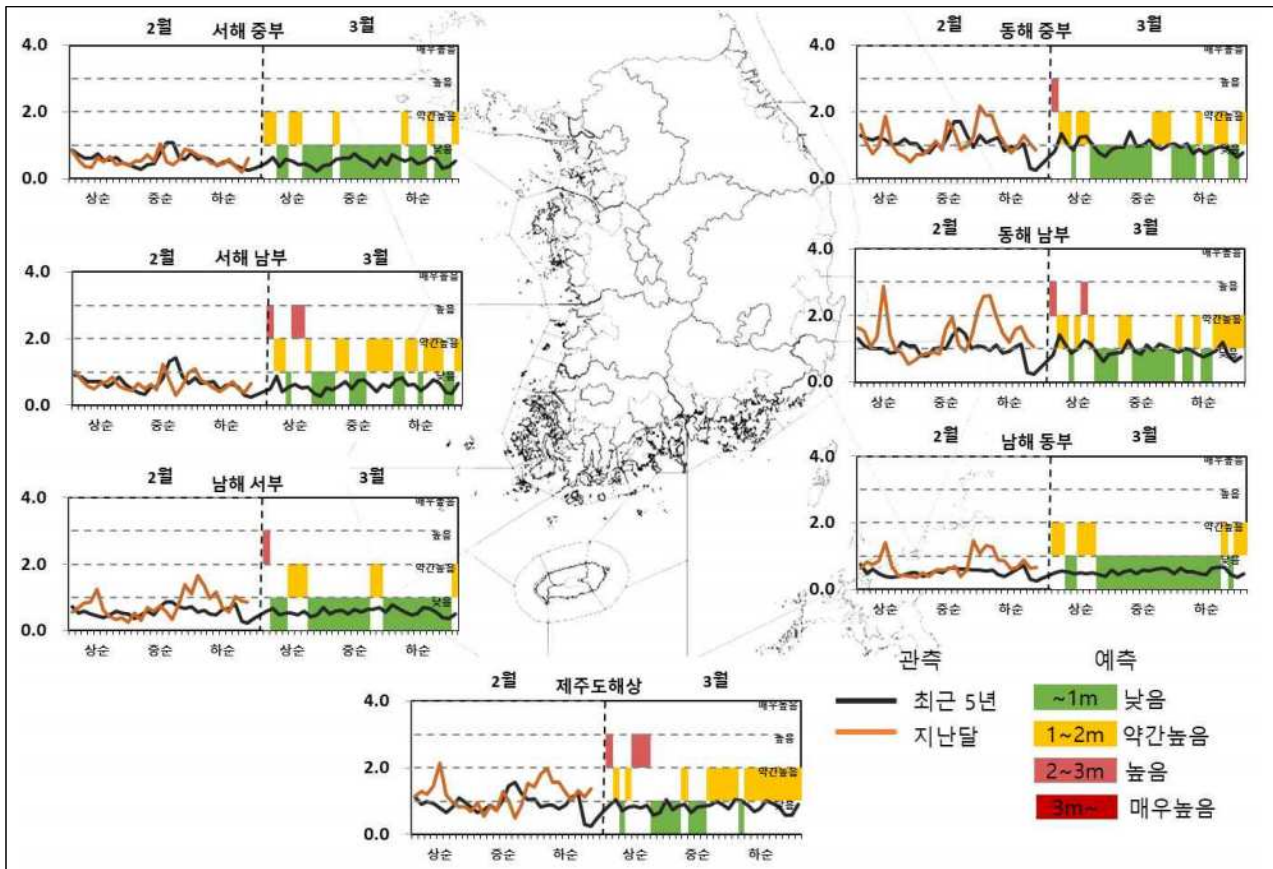 2월 서해 중부 3월
4.0
매우높음
높음
2.0
약간높음
낮음
0.0
상순 중순 하순 상순 중순 하순
2월 동해 중부 3월
4.0
매우높음
높음
2.0
약간높음
낮음
0.0
상순 중순 하순 상순 중순 하순
2월 서해 남부 3월
4.0
매우높음
높음
2.0
약간높음
낮음
0.0
상순 중순 하순 상순 중순 하순
2월 동해 남부 3월
4.0
매우높음
높음
2.0
약간높음
낮음
0.0
상순 중순 하순 상순 중순 하순
2월 남해 서부 3월
4.0
매우높음
높음
2.0
약간높음
낮음
0.0
상순 중순 하순 상순 중순 하순
2월 남해 동부 3월
4.0
매우높음
높음
2.0
약간높음
낮음
0.0
상순 중순 하순 상순 중순 하순
2월 제주도해상 3월
4.0
매우높음
높음
2.0
약간높음
낮음
0.0
상순 중순 하순 상순 중순 하순
관측 예측
최근 5년 ~1m 낮음
지난달 1~2m 약간높음
2~3m 높음
3m~ 매우높음